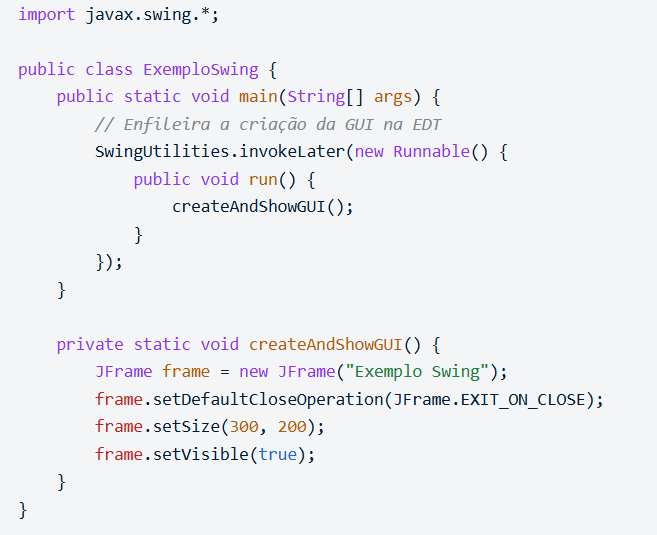 import javax.swing.*;
public class ExemploSwing {
public static void main(String[] args) {
// Enfileira a criação da GUI na EDT
SwingUtilities.invokeLater(new Runnable() {
public void run() {
createAndShowGUI();
}
});
}
private static void createAndShowGUI() {
JFrame frame = new JFrame("Exemplo Swing");
frame.setDefaultCloseOperation(JFrame.EXIT_ON_CLOSE);
frame.setSize(300, 200);
frame.setVisible(true);
}
}